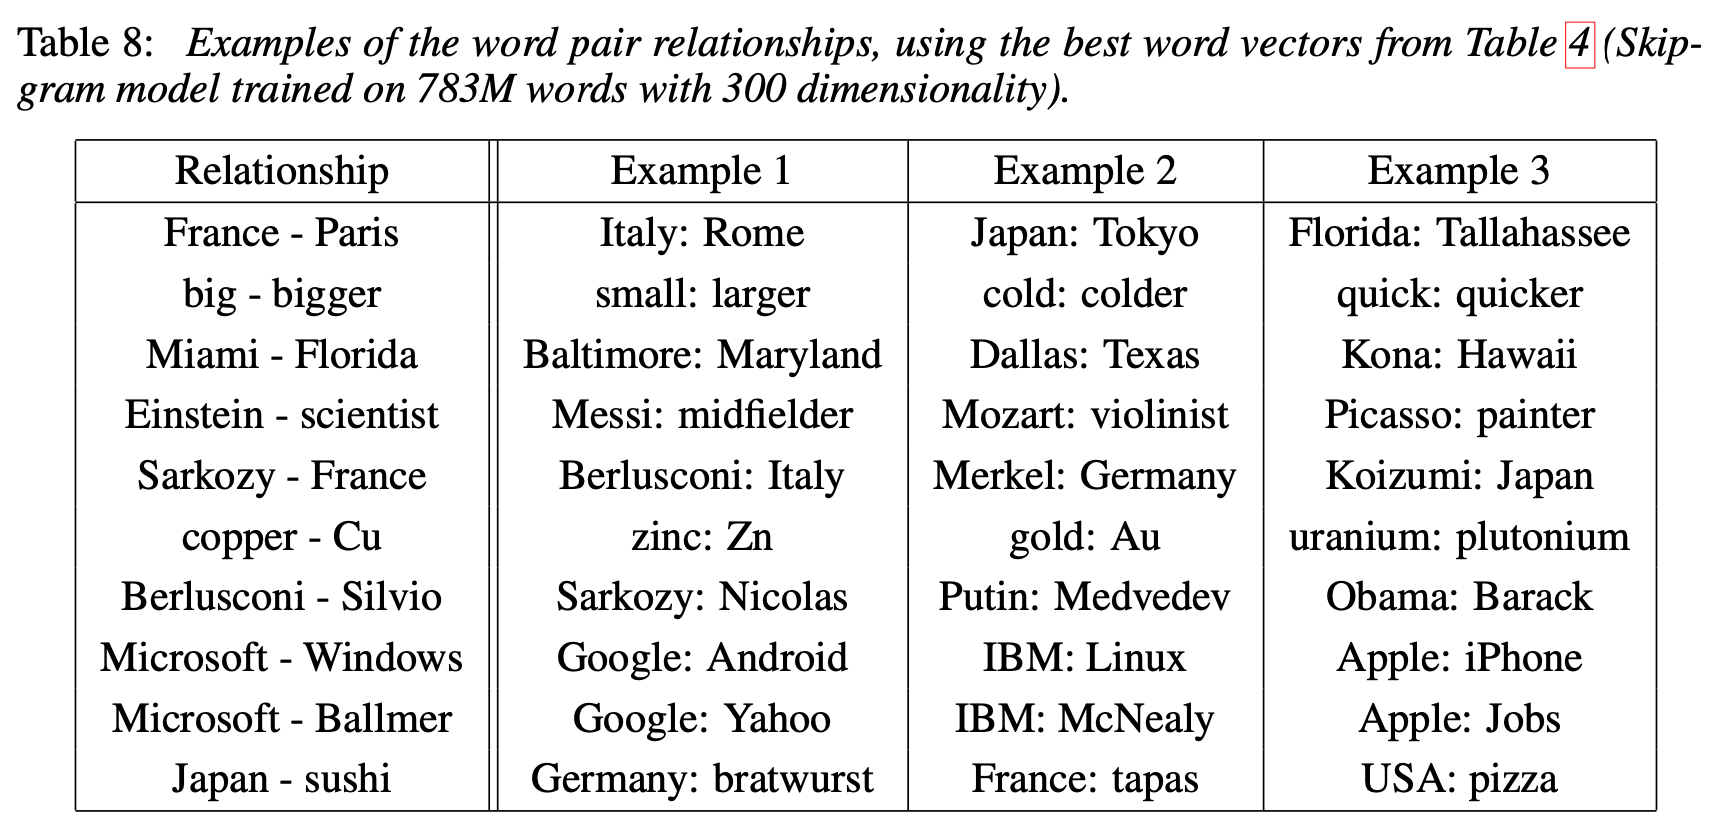 Table 8: Examples of the word pair relationships, using the best word vectors from Table 4 (Skip-
gram model trained on 783M words with 300 dimensionality).
Relationship Example 1 Example 2 Example 3
France - Paris Italy: Rome Japan: Tokyo Florida: Tallahassee
big - bigger small: larger cold: colder quick: quicker
Miami - Florida Baltimore: Maryland Dallas: Texas Kona: Hawaii
Einstein - scientist Messi: midfielder Mozart: violinist Picasso: painter
Sarkozy - France Berlusconi: Italy Merkel: Germany Koizumi: Japan
copper - Cu zinc: Zn gold: Au uranium: plutonium
Berlusconi - Silvio Sarkozy: Nicolas Putin: Medvedev Obama: Barack
Microsoft - Windows Google: Android IBM: Linux Apple: iPhone
Microsoft - Ballmer Google: Yahoo IBM: McNealy Apple: Jobs
Japan - sushi Germany: bratwurst France: tapas USA: pizza